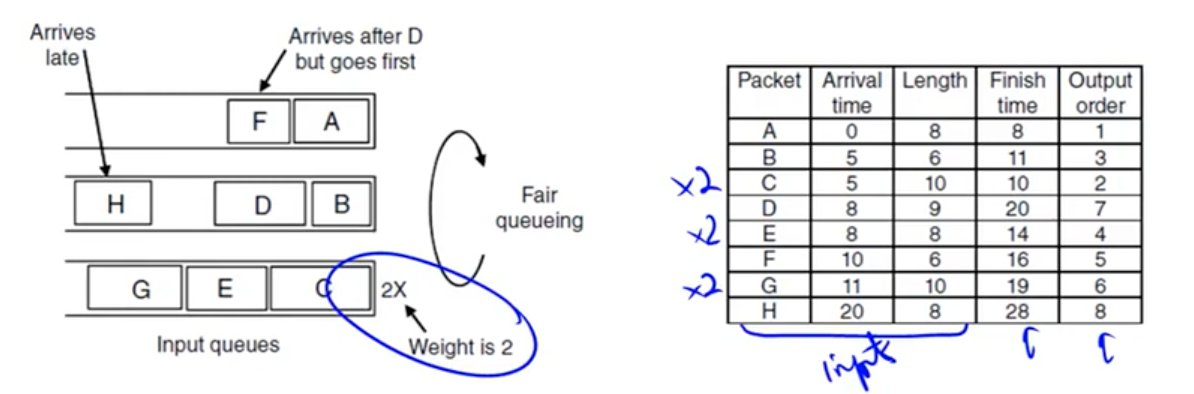 Arrives
late
Arrives after D
but goes first
F
A
H
D
B
G
E
C
2X
Weight is 2
Fair
queueing
Input queues
Packet Arrival time Length Finish time Output order
A 0 8 8 1
B 5 6 11 3
x2 C 5 10 10 2
D 8 9 20 7
x2 E 8 8 14 4
F 10 6 16 5
x2 G 11 10 19 6
H 20 8 28 8
input